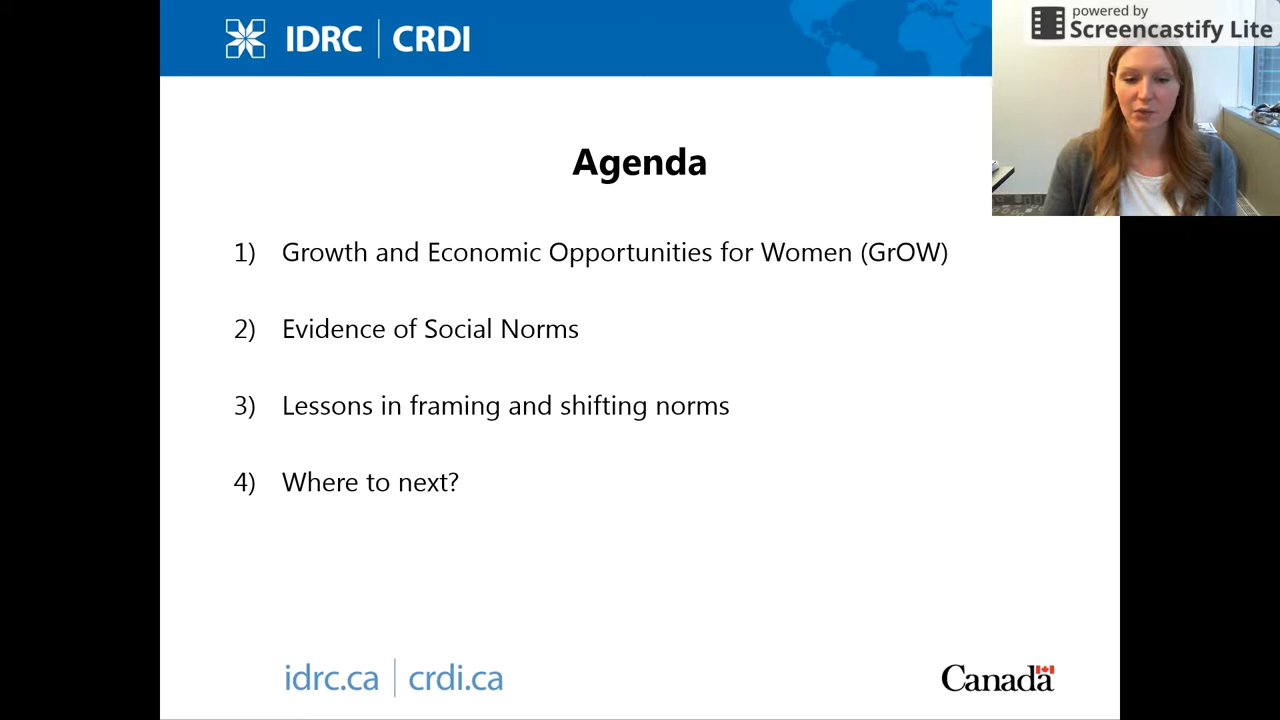 IDRC | CRDI
powered by
Screencastify Lite
Agenda
1) Growth and Economic Opportunities for Women (GrOW)
2) Evidence of Social Norms
3) Lessons in framing and shifting norms
4) Where to next?
idrc.ca | crdi.ca
Canada